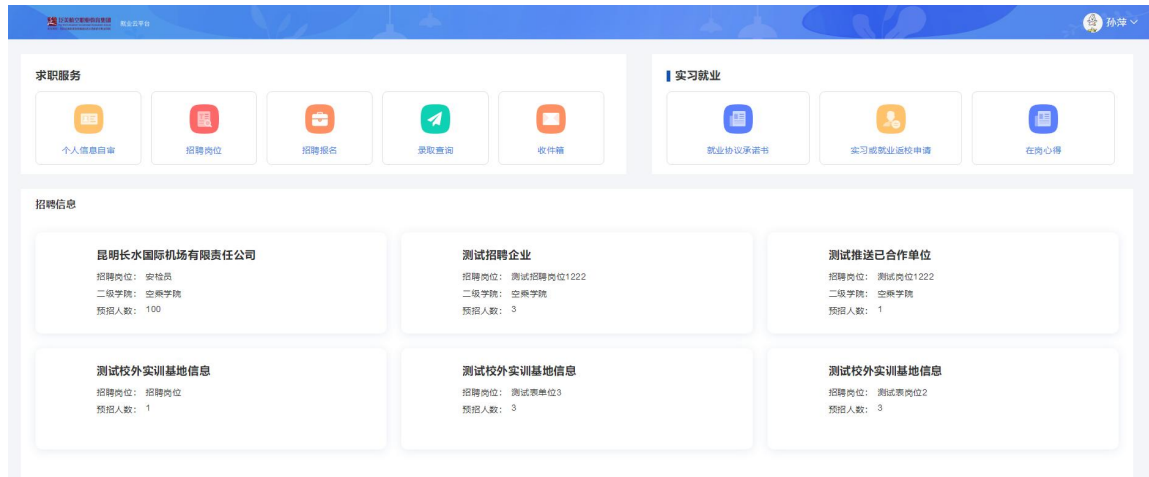 就业云平台
孙萍
求职服务
个人信息自审
招聘岗位
招聘报名
录取查询
收件箱
实习就业
就业协议承诺书
实习或就业返校申请
在岗心得
招聘信息
昆明长水国际机场有限责任公司
招聘岗位： 安检员
二级学院： 空乘学院
预招人数： 100
测试招聘企业
招聘岗位： 测试招聘岗位1222
二级学院： 空乘学院
预招人数： 3
测试推送已合作单位
招聘岗位： 测试岗位1222
二级学院： 空乘学院
预招人数： 1
测试校外实训基地信息
招聘岗位： 招聘岗位
预招人数： 1
测试校外实训基地信息
招聘岗位： 测试表单位3
预招人数： 3
测试校外实训基地信息
招聘岗位： 测试表岗位2
预招人数： 3